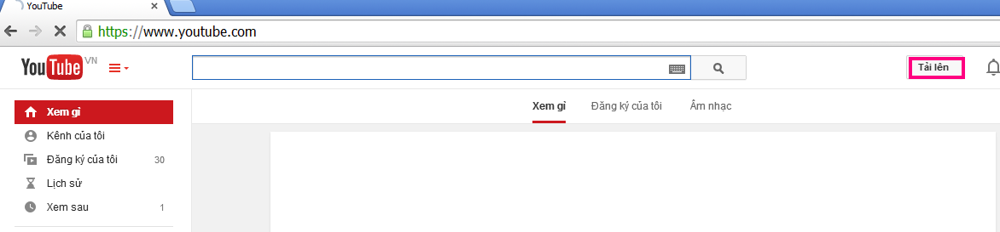 YouTube
https://www.youtube.com
YouTube VN
Tải lên
Xem gì
Đăng ký của tôi
Âm nhạc
Xem gì
Kênh của tôi
Đăng ký của tôi 30
Lịch sử
Xem sau 1